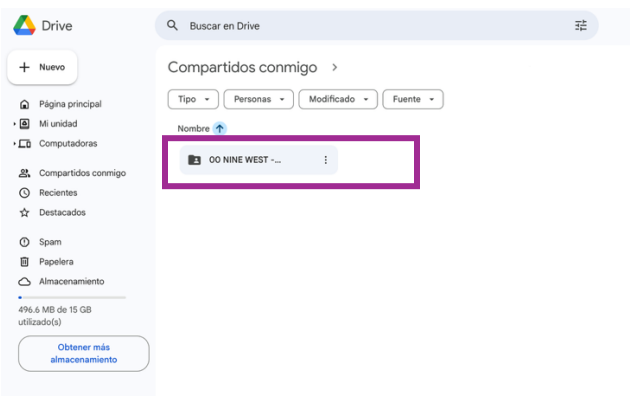 Drive
Buscar en Drive
Nuevo
Página principal
Mi unidad
Computadoras
Compartidos conmigo
Recientes
Destacados
Spam
Papelera
Almacenamiento
496.6 MB de 15 GB
utilizado(s)
Obtener más
almacenamiento
Compartidos conmigo
Tipo
Personas
Modificado
Fuente
Nombre
00 NINE WEST -...